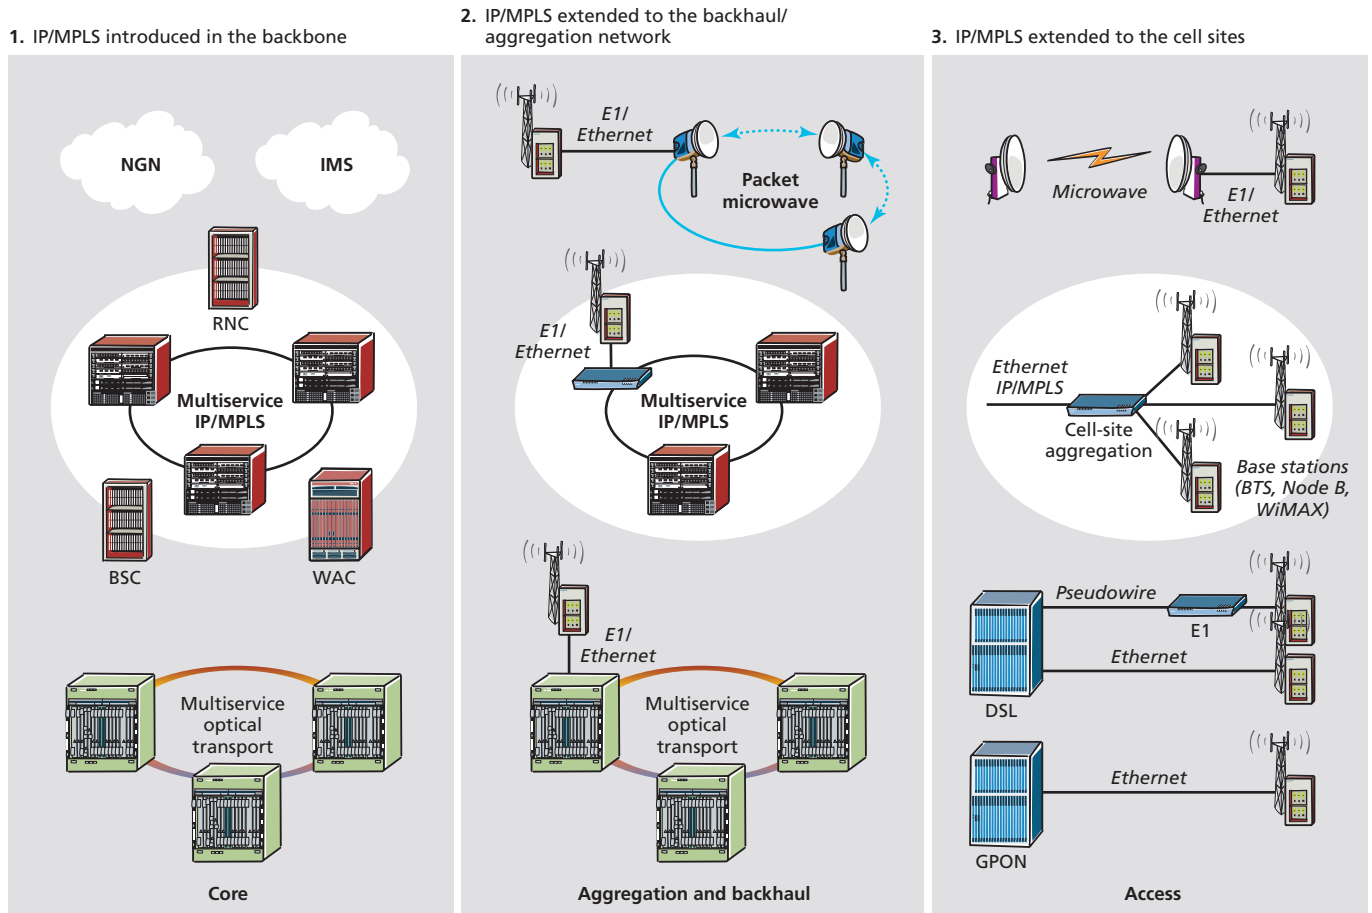 1. IP/MPLS introduced in the backbone
NGN
IMS
RNC
Multiservice
IP/MPLS
BSC
WAC
Multiservice
optical
transport
Core
2. IP/MPLS extended to the backhaul/
aggregation network
E1/
Ethernet
Packet
microwave
E1/
Ethernet
Multiservice
IP/MPLS
E1/
Ethernet
Multiservice
optical
transport
Aggregation and backhaul
3. IP/MPLS extended to the cell sites
Microwave
E1/
Ethernet
Ethernet
IP/MPLS
Cell-site
aggregation
Base stations
(BTS, Node B,
WiMAX)
Pseudowire
E1
Ethernet
DSL
Ethernet
GPON
Access